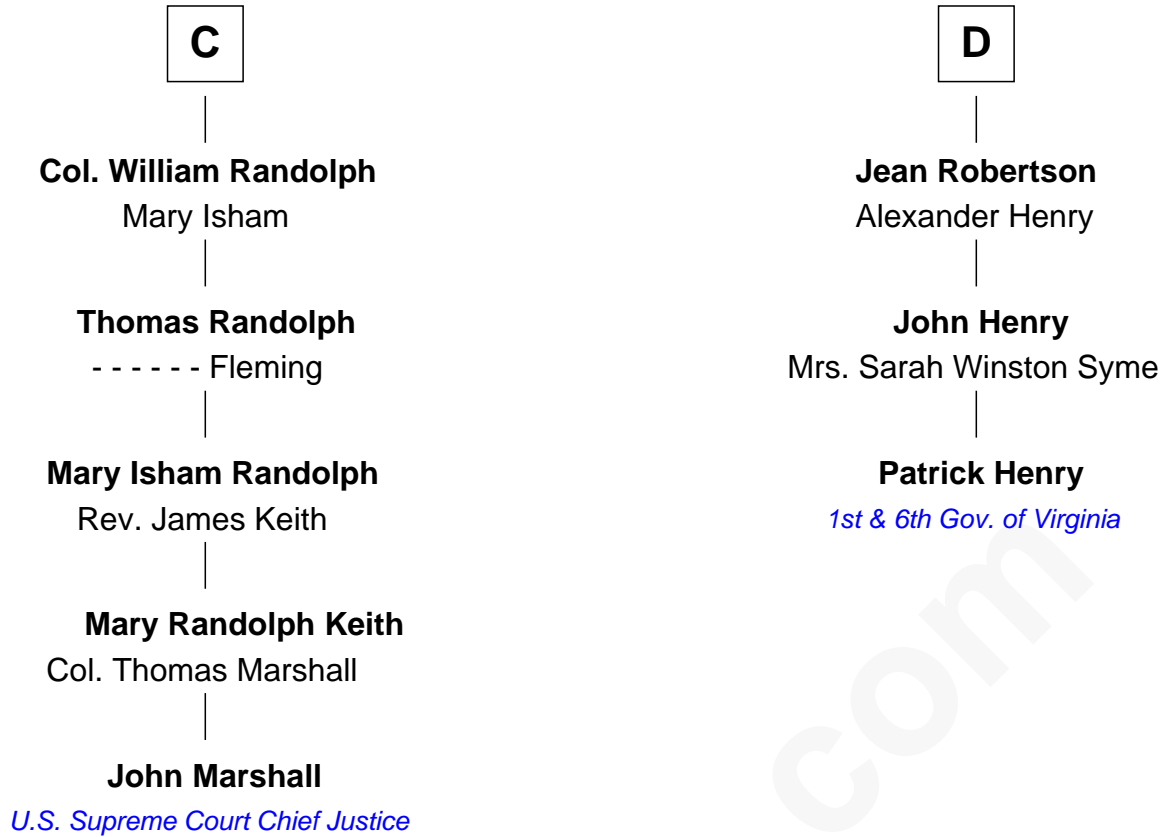 C
Col. William Randolph
Mary Isham
Thomas Randolph
- - - - - - Fleming
Mary Isham Randolph
Rev. James Keith
Mary Randolph Keith
Col. Thomas Marshall
John Marshall
U.S. Supreme Court Chief Justice
D
Jean Robertson
Alexander Henry
John Henry
Mrs. Sarah Winston Syme
Patrick Henry
1st & 6th Gov. of Virginia
com